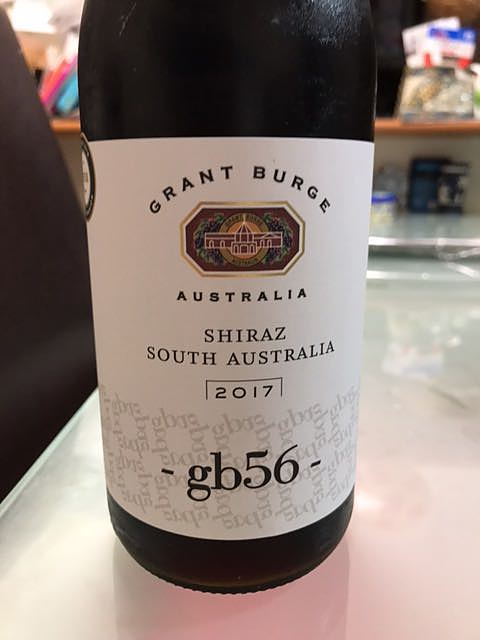 GRANT BURGE
AUSTRALIA
SHIRAZ
SOUTH AUSTRALIA
2017
- gb56 -